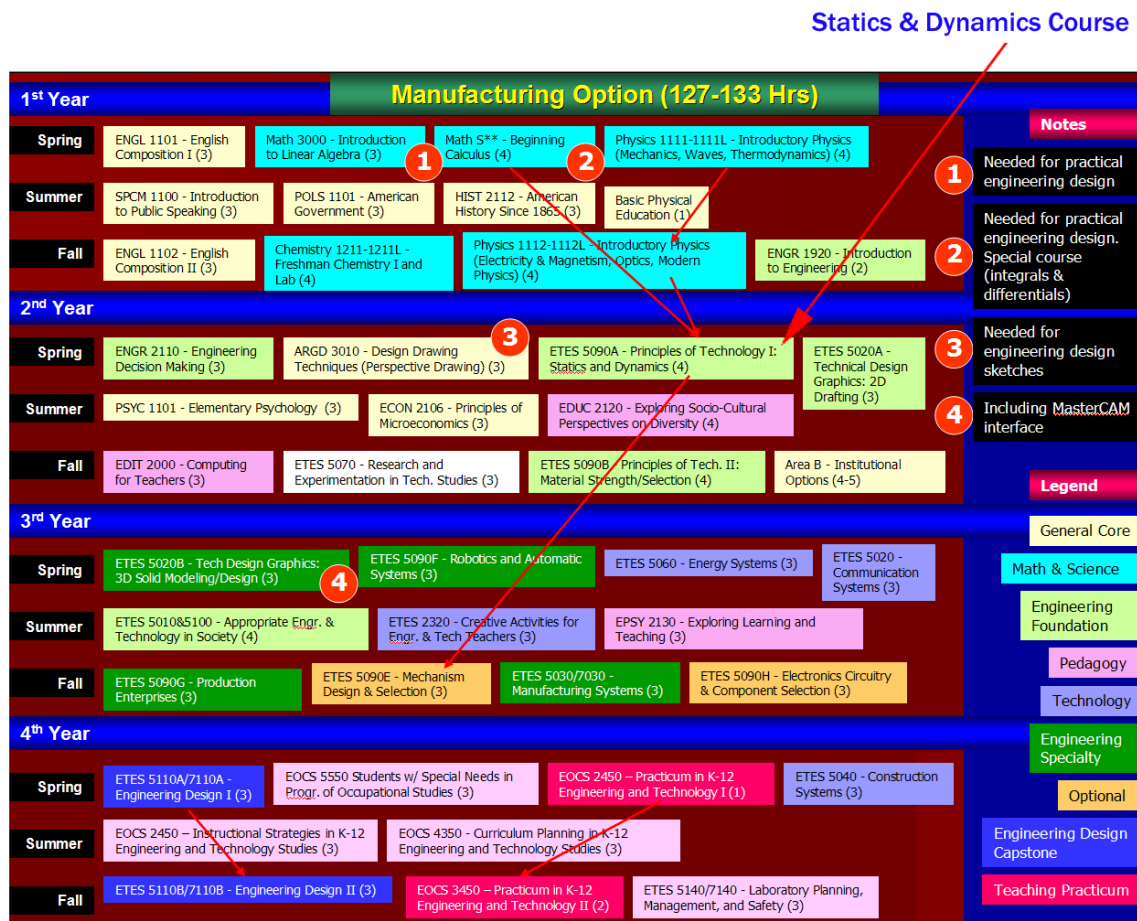 Statics & Dynamics Course
1st Year
Manufacturing Option (127-133 Hrs)
Notes
Spring
ENGL 1101 - English
Composition I (3)
Math 3000 - Introduction
to Linear Algebra (3)
1
Math S** - Beginning
Calculus (4)
2
Physics 1111-1111L - Introductory Physics
(Mechanics, Waves, Thermodynamics) (4)
1
Needed for practical
engineering design
Summer
SPCM 1100 - Introduction
to Public Speaking (3)
POLS 1101 - American
Government (3)
HIST 2112 - American
History Since 1865 (3)
Basic Physical
Education (1)
2
Needed for practical
engineering design.
Special course
(integrals &
differentials)
Fall
ENGL 1102 - English
Composition II (3)
Chemistry 1211-1211L -
Freshman Chemistry I and
Lab (4)
Physics 1112-1112L - Introductory Physics
(Electricity & Magnetism, Optics, Modern
Physics) (4)
ENGR 1920 - Introduction
to Engineering (2)
2nd Year
Spring
ENGR 2110 - Engineering
Decision Making (3)
ARGD 3010 - Design Drawing
Techniques (Perspective Drawing) (3)
3
ETES 5090A - Principles of Technology I:
Statics and Dynamics (4)
ETES 5020A -
Technical Design
Graphics: 2D
Drafting (3)
3
Needed for
engineering design
sketches
Summer
PSYC 1101 - Elementary Psychology (3)
ECON 2106 - Principles of
Microeconomics (3)
EDUC 2120 - Exploring Socio-Cultural
Perspectives on Diversity (4)
4
Including MasterCAM
interface
Fall
EDIT 2000 - Computing
for Teachers (3)
ETES 5070 - Research and
Experimentation in Tech. Studies (3)
ETES 5090B - Principles of Tech. II:
Material Strength/Selection (4)
Area B - Institutional
Options (4-5)
Legend
3rd Year
General Core
Spring
ETES 5020B - Tech Design Graphics:
3D Solid Modeling/Design (3)
4
ETES 5090F - Robotics and Automatic
Systems (3)
ETES 5060 - Energy Systems (3)
ETES 5020 -
Communication
Systems (3)
Math & Science
Summer
ETES 5010&5100 - Appropriate Engr. &
Technology in Society (4)
ETES 2320 - Creative Activities for
Engr. & Tech Teachers (3)
EPSY 2130 - Exploring Learning and
Teaching (3)
Engineering
Foundation
Pedagogy
Fall
ETES 5090G - Production
Enterprises (3)
ETES 5090E - Mechanism
Design & Selection (3)
ETES 5030/7030 -
Manufacturing Systems (3)
ETES 5090H - Electronics Circuitry
& Component Selection (3)
Technology
4th Year
Engineering
Specialty
Spring
ETES 5110A/7110A -
Engineering Design I (3)
EOCS 5550 Students w/ Special Needs in
Progr. of Occupational Studies (3)
EOCS 2450 – Practicum in K-12
Engineering and Technology I (1)
ETES 5040 - Construction
Systems (3)
Optional
Summer
EOCS 2450 – Instructional Strategies in K-12
Engineering and Technology Studies (3)
EOCS 4350 - Curriculum Planning in K-12
Engineering and Technology Studies (3)
Engineering Design
Capstone
Fall
ETES 5110B/7110B - Engineering Design II (3)
EOCS 3450 – Practicum in K-12
Engineering and Technology II (2)
ETES 5140/7140 - Laboratory Planning,
Management, and Safety (3)
Teaching Practicum